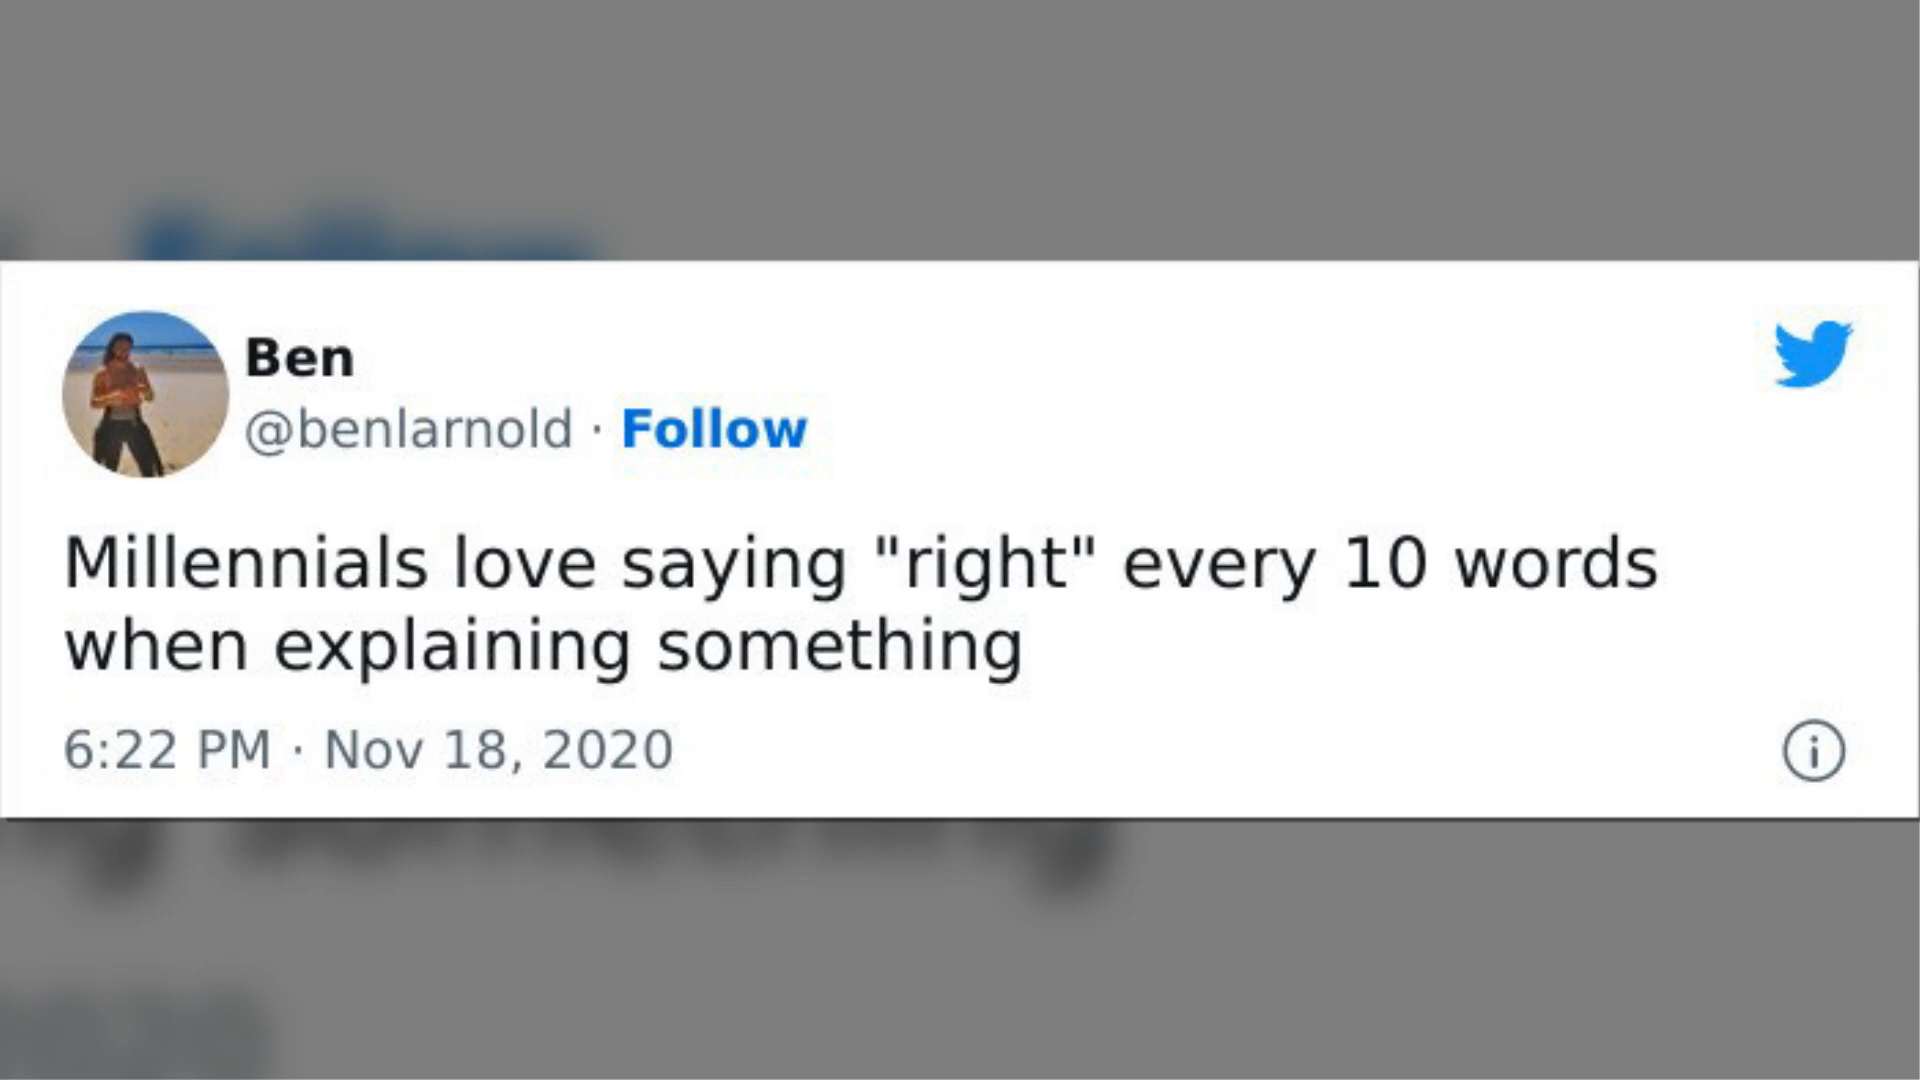 Ben
@benlarnold · Follow
Millennials love saying "right" every 10 words
when explaining something
6:22 PM · Nov 18, 2020